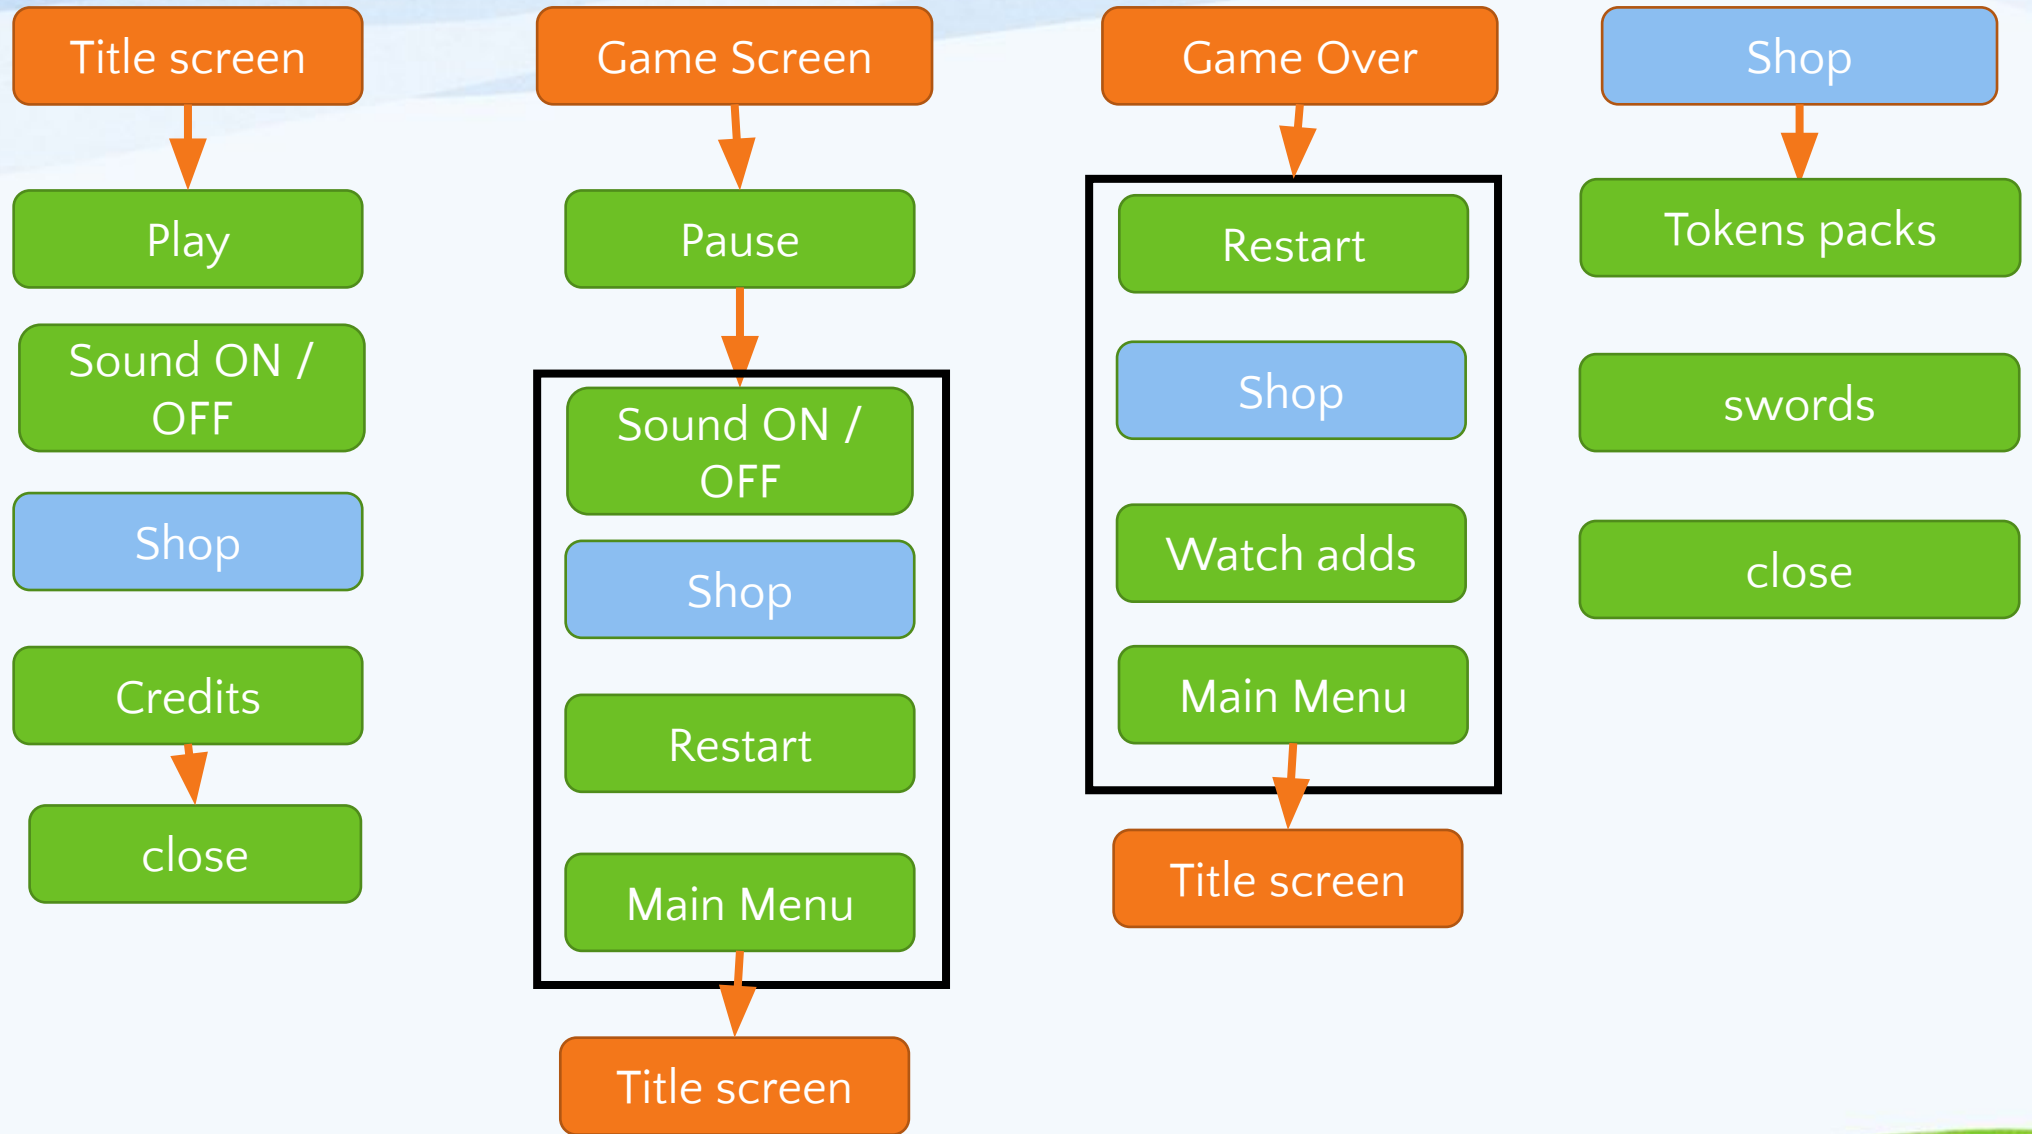 Title screen
Play
Sound ON /
OFF
Shop
Credits
close
Game Screen
Pause
Sound ON /
OFF
Shop
Restart
Main Menu
Title screen
Game Over
Restart
Shop
Watch adds
Main Menu
Title screen
Shop
Tokens packs
swords
close